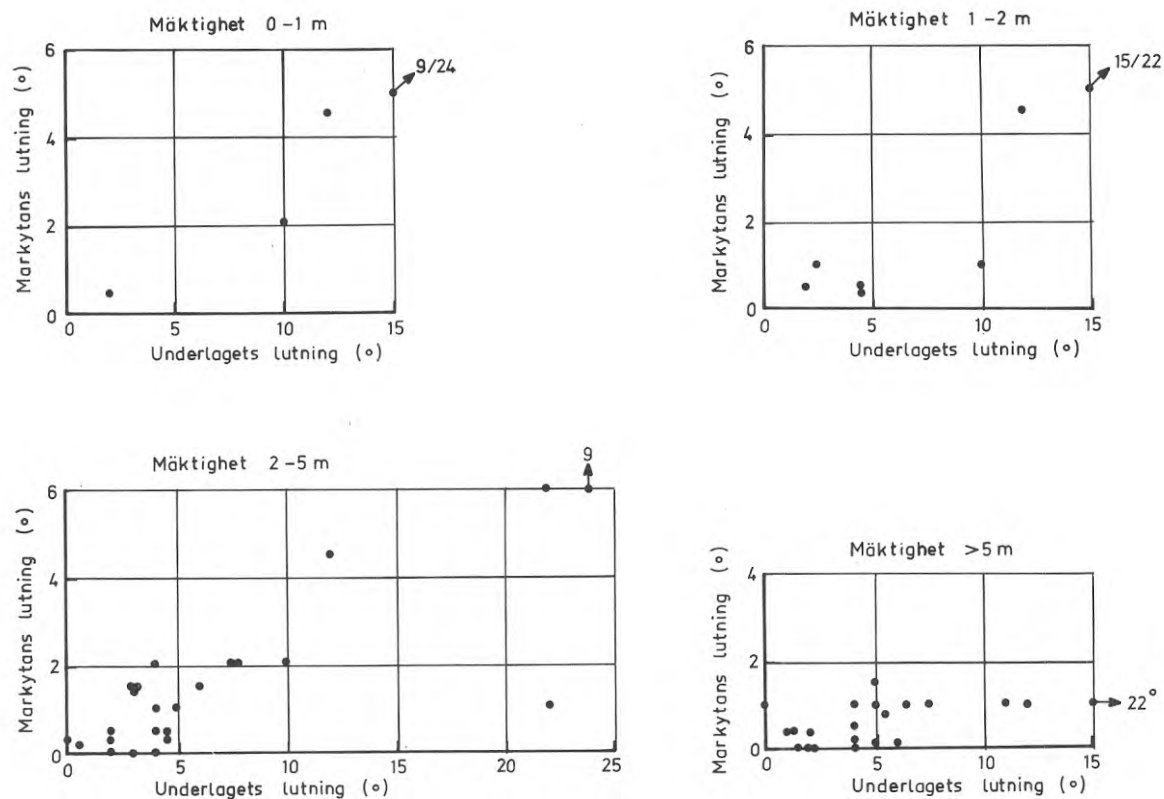 Mäktighet 0-1 m
Markytans lutning (°)
6
4
2
0
9/24
0 5 10 15
Underlagets lutning (°)
Mäktighet 1-2 m
Markytans lutning (°)
6
4
2
0
15/22
0 5 10 15
Underlagets lutning (°)
Mäktighet 2-5 m
Markytans lutning (°)
6
4
2
0
9
0 5 10 15 20 25
Underlagets lutning (°)
Mäktighet >5 m
Markytans lutning (°)
4
2
0
22°
0 5 10 15
Underlagets lutning (°)